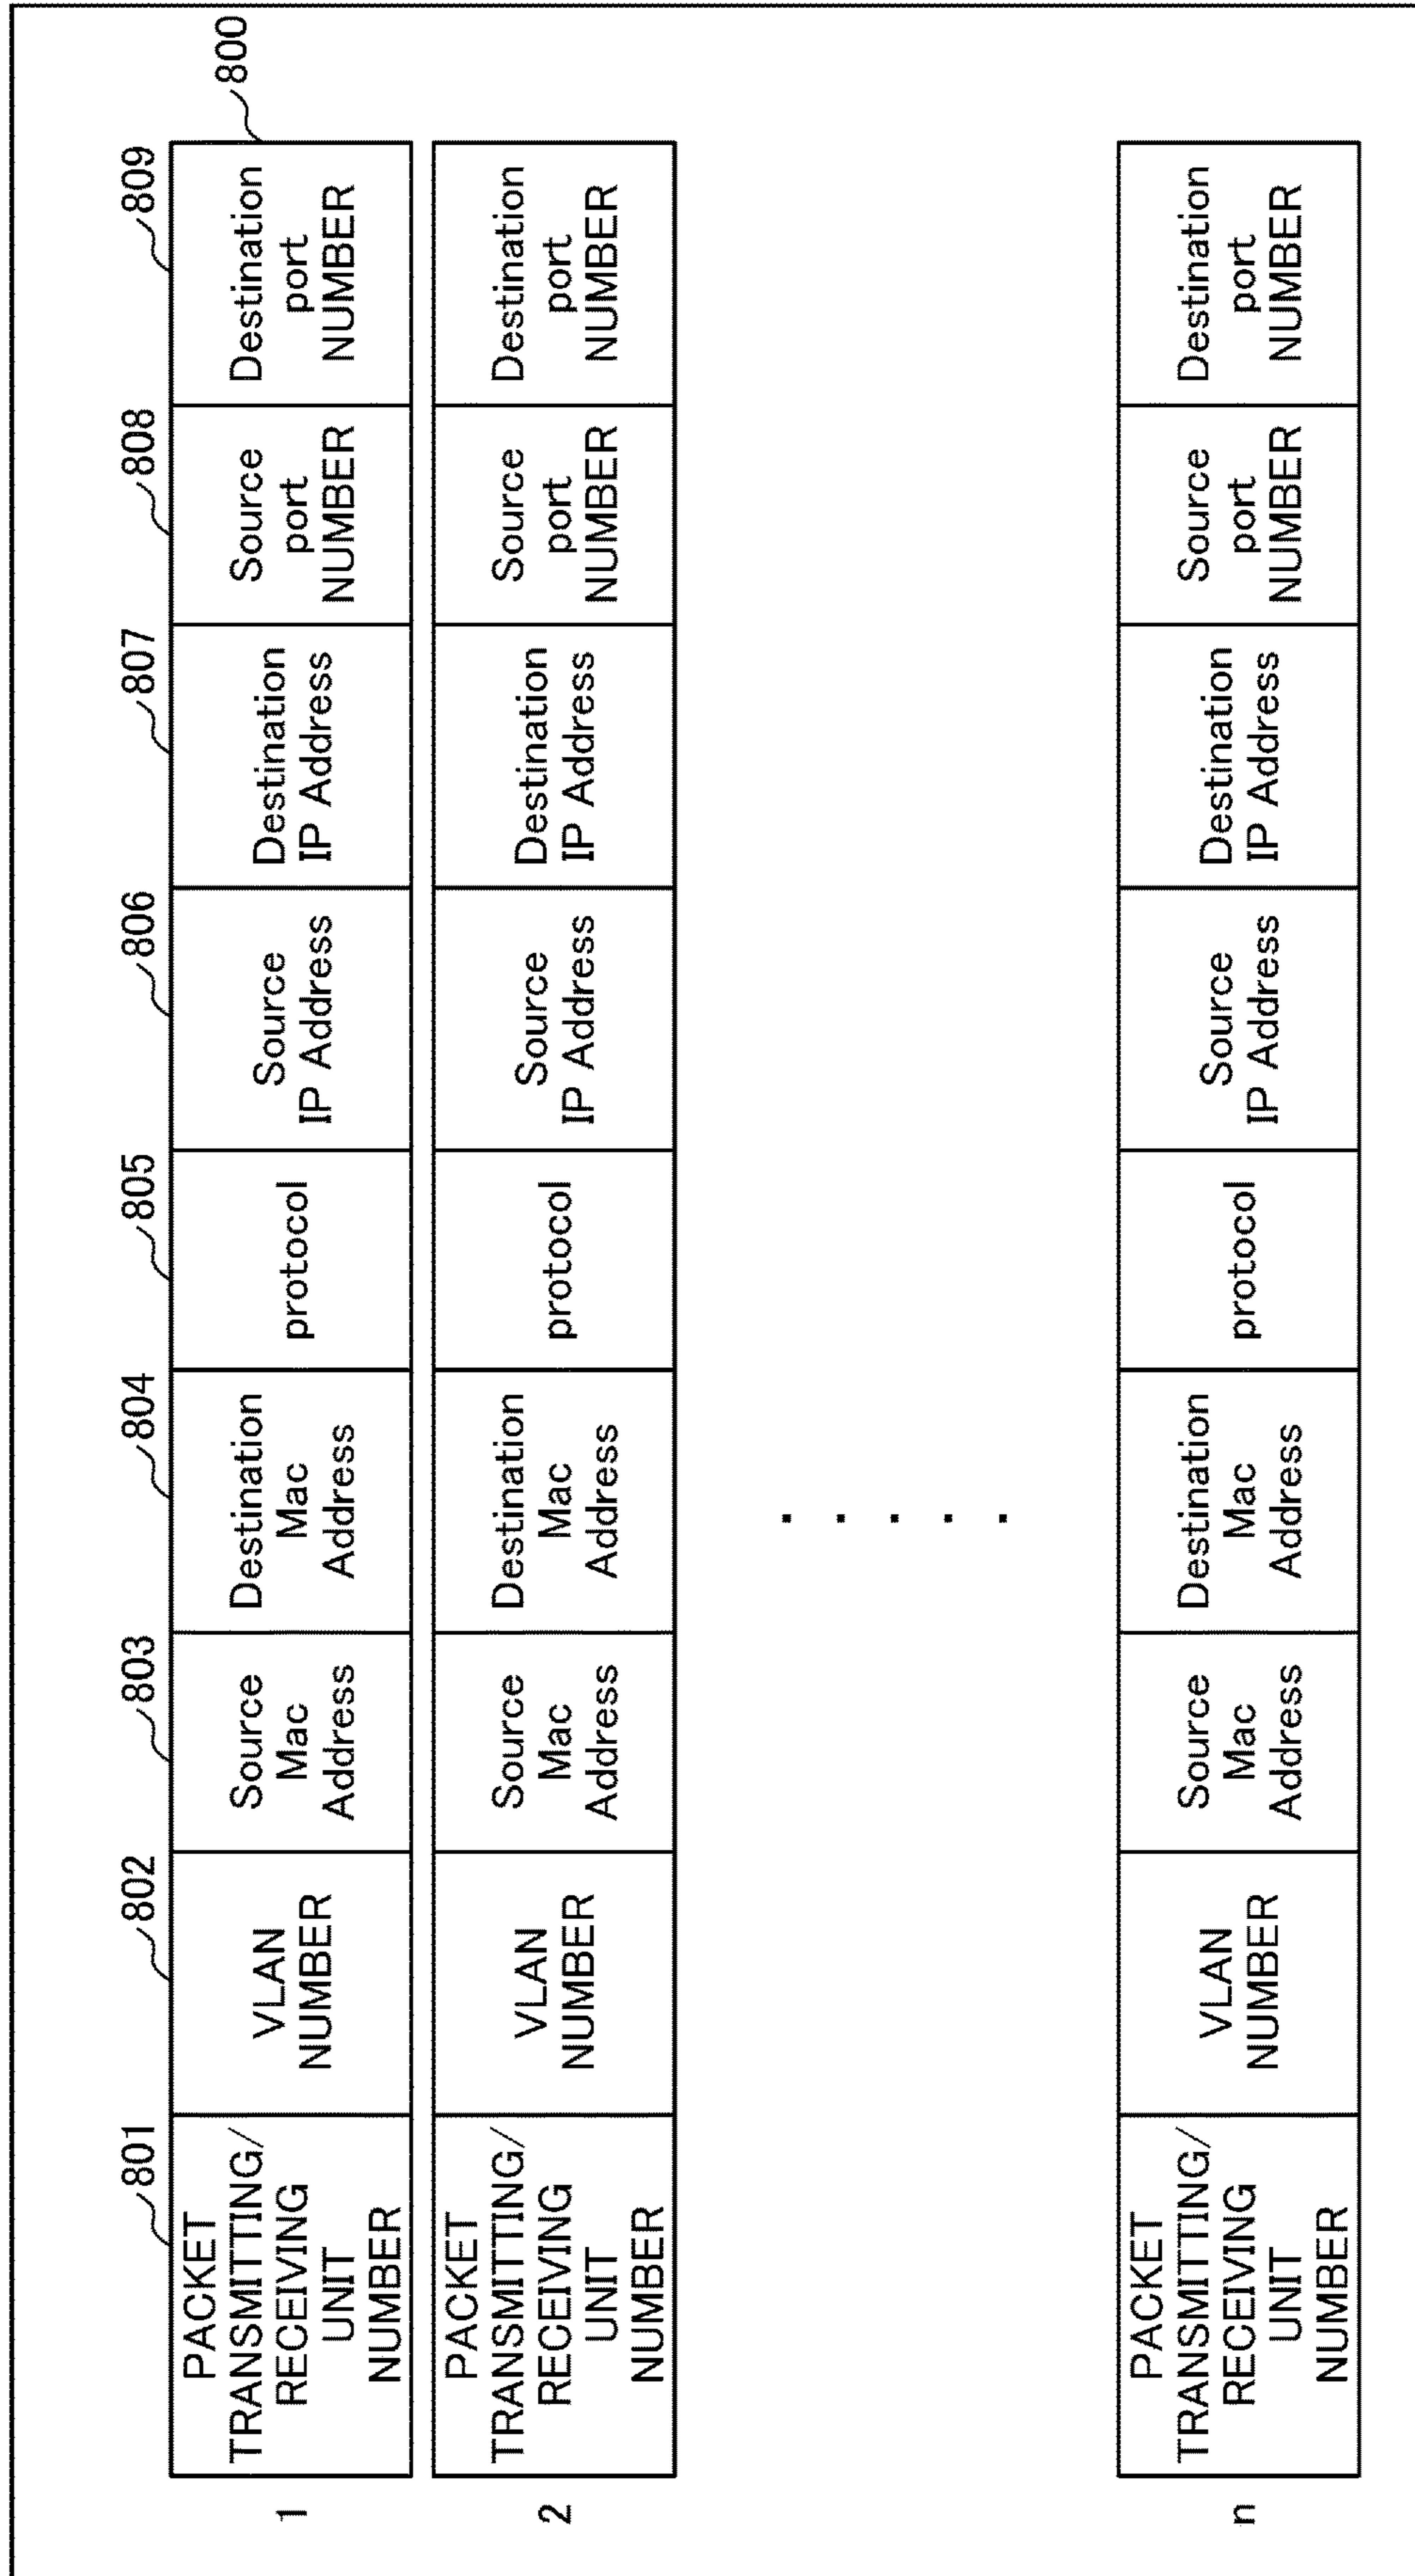 800
801
802
803
804
805
806
807
808
809
1
PACKET
TRANSMITTING/
RECEIVING
UNIT
NUMBER
VLAN
NUMBER
Source
Mac
Address
Destination
Mac
Address
protocol
Source
IP Address
Destination
IP Address
Source
port
NUMBER
Destination
port
NUMBER
2
PACKET
TRANSMITTING/
RECEIVING
UNIT
NUMBER
VLAN
NUMBER
Source
Mac
Address
Destination
Mac
Address
protocol
Source
IP Address
Destination
IP Address
Source
port
NUMBER
Destination
port
NUMBER
.....
n
PACKET
TRANSMITTING/
RECEIVING
UNIT
NUMBER
VLAN
NUMBER
Source
Mac
Address
Destination
Mac
Address
protocol
Source
IP Address
Destination
IP Address
Source
port
NUMBER
Destination
port
NUMBER